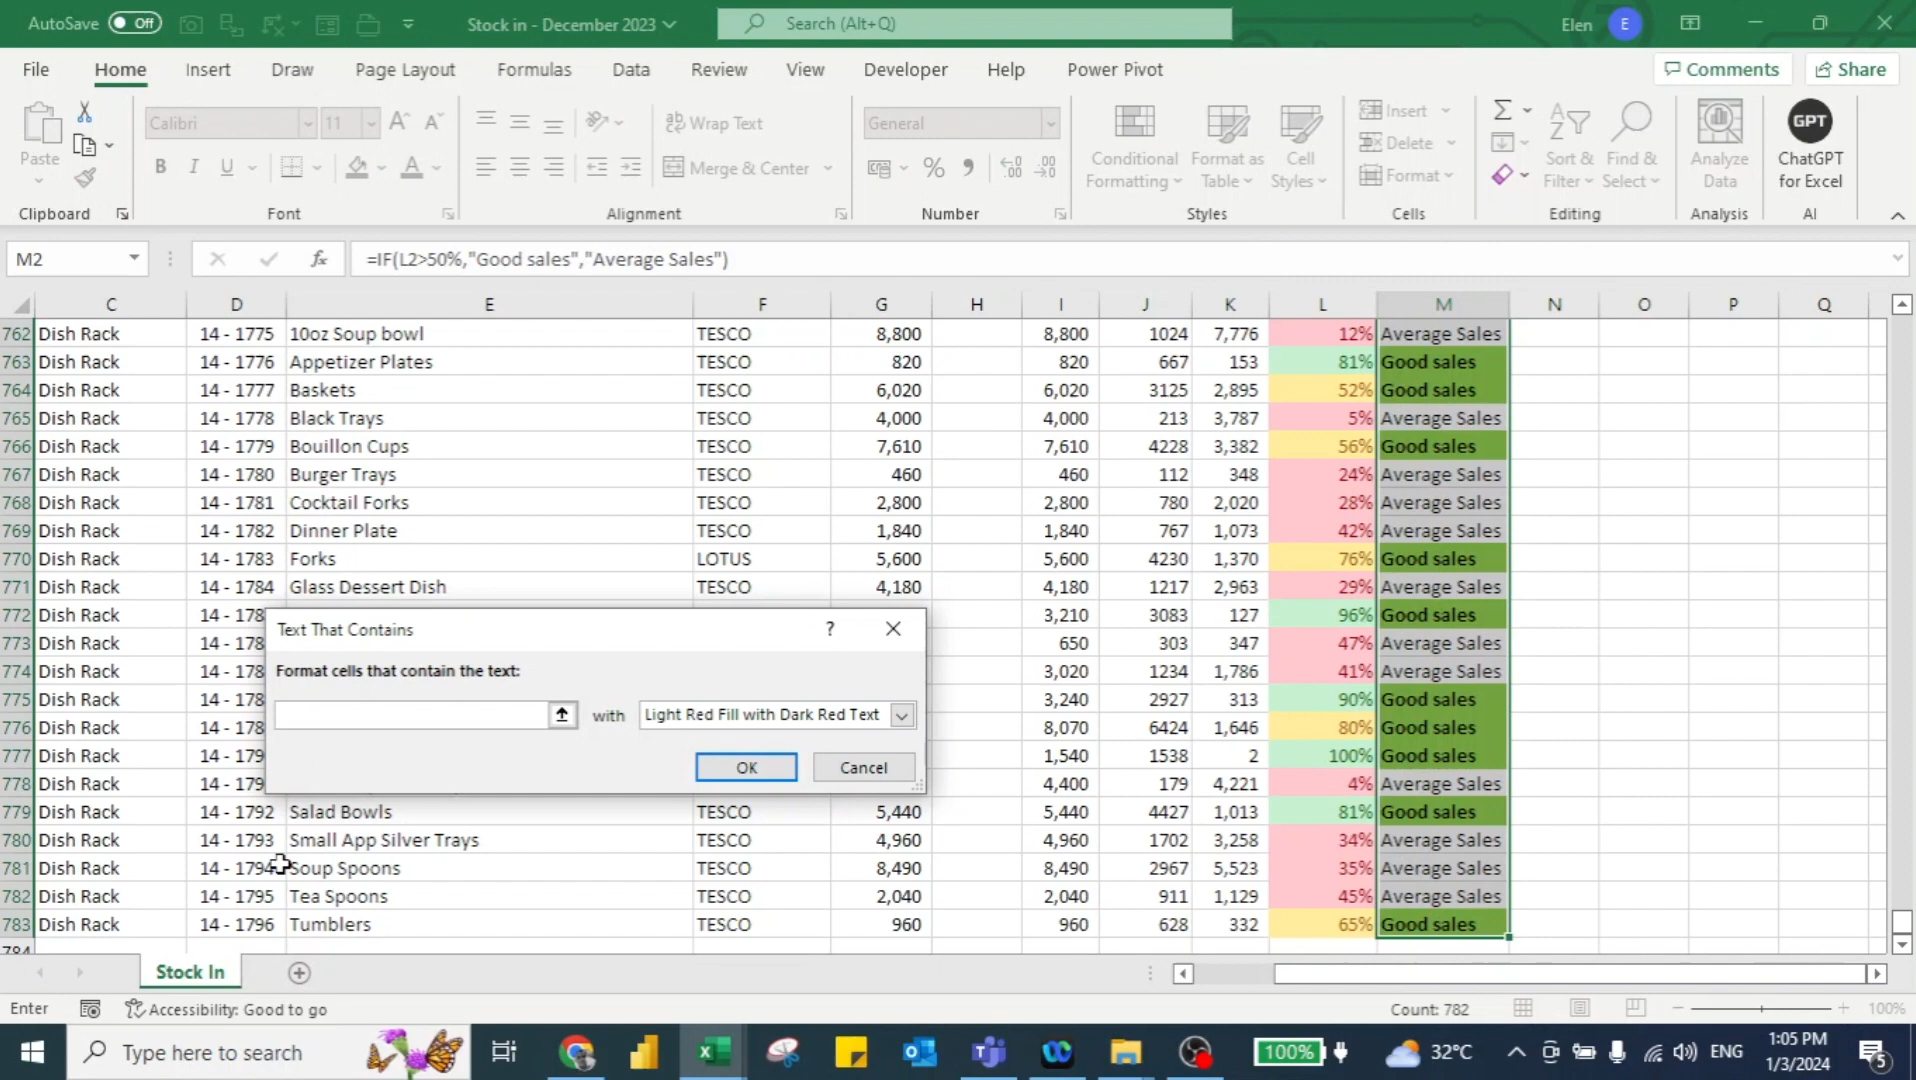 AutoSave Off Stock in - December 2023 Search (Alt+Q) Elen E
File Home Insert Draw Page Layout Formulas Data Review View Developer Help Power Pivot Comments Share
Calibri 11 Wrap Text General Insert GPT
Paste Conditional Formatting Format as Table Cell Styles Delete Sort & Filter Find & Select Analyze Data ChatGPT for Excel
B I U Merge & Center % Format
Clipboard Font Alignment Number Styles Cells Editing Analysis AI
M2 fx =IF(L2>50%,"Good sales","Average Sales")
C D E F G H I J K L M N O P Q
762 Dish Rack 14 - 1775 10oz Soup bowl TESCO 8,800 8,800 1024 7,776 12% Average Sales
763 Dish Rack 14 - 1776 Appetizer Plates TESCO 820 820 667 153 81% Good sales
764 Dish Rack 14 - 1777 Baskets TESCO 6,020 6,020 3125 2,895 52% Good sales
765 Dish Rack 14 - 1778 Black Trays TESCO 4,000 4,000 213 3,787 5% Average Sales
766 Dish Rack 14 - 1779 Bouillon Cups TESCO 7,610 7,610 4228 3,382 56% Good sales
767 Dish Rack 14 - 1780 Burger Trays TESCO 460 460 112 348 24% Average Sales
768 Dish Rack 14 - 1781 Cocktail Forks TESCO 2,800 2,800 780 2,020 28% Average Sales
769 Dish Rack 14 - 1782 Dinner Plate TESCO 1,840 1,840 767 1,073 42% Average Sales
770 Dish Rack 14 - 1783 Forks LOTUS 5,600 5,600 4230 1,370 76% Good sales
771 Dish Rack 14 - 1784 Glass Dessert Dish TESCO 4,180 4,180 1217 2,963 29% Average Sales
772 Dish Rack 14 - 178 3,210 3083 127 96% Good sales
773 Dish Rack 14 - 178 650 303 347 47% Average Sales
774 Dish Rack 14 - 178 3,020 1234 1,786 41% Average Sales
775 Dish Rack 14 - 178 3,240 2927 313 90% Good sales
776 Dish Rack 14 - 178 8,070 6424 1,646 80% Good sales
777 Dish Rack 14 - 179 1,540 1538 2 100% Good sales
778 Dish Rack 14 - 179 4,400 179 4,221 4% Average Sales
Text That Contains ?
Format cells that contain the text:
with Light Red Fill with Dark Red Text
OK Cancel
779 Dish Rack 14 - 1792 Salad Bowls TESCO 5,440 5,440 4427 1,013 81% Good sales
780 Dish Rack 14 - 1793 Small App Silver Trays TESCO 4,960 4,960 1702 3,258 34% Average Sales
781 Dish Rack 14 - 1794 Soup Spoons TESCO 8,490 8,490 2967 5,523 35% Average Sales
782 Dish Rack 14 - 1795 Tea Spoons TESCO 2,040 2,040 911 1,129 45% Average Sales
783 Dish Rack 14 - 1796 Tumblers TESCO 960 960 628 332 65% Good sales
784
Stock In
Enter Accessibility: Good to go Count: 782 100%
Type here to search 100% 32°C ENG 1:05 PM
1/3/2024 5